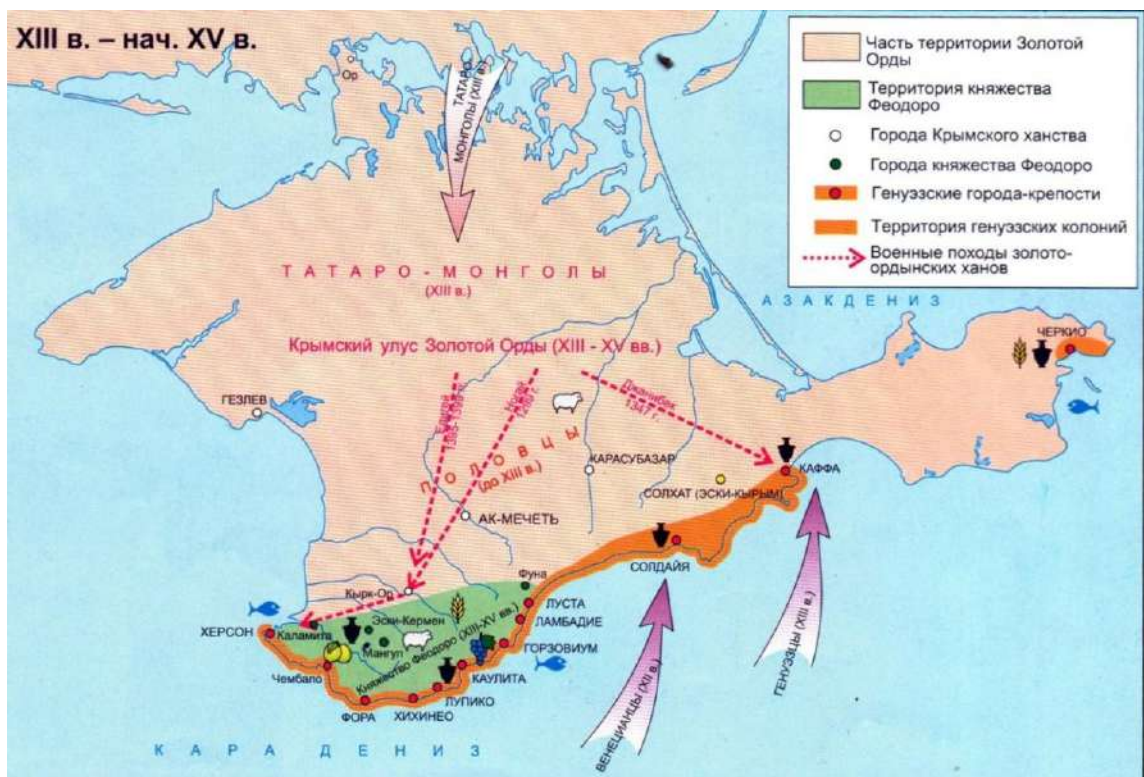 XIII в. – нач. XV в.
Часть территории Золотой
Орды
Территория княжества
Феодоро
Города Крымского ханства
Города княжества Феодоро
Генуэзские города-крепости
Территория генуэзских колоний
Военные походы золото-
ордынских ханов
Ор
ТАТАРО
МОНГОЛЫ (XIII в.)
ТАТАРО-МОНГОЛЫ
(XIII в.)
АЗАКДЕНИЗ
Крымский улус Золотой Орды (XIII - XV вв.)
ЧЕРКИО
ГЕЗЛЕВ
1299 г.
Джанибек
1347 г.
ПОЛОВЦЫ
(до XIII в.)
КАРАСУБАЗАР
КАФФА
СОЛХАТ (ЭСКИ-КЫРЫМ)
АК-МЕЧЕТЬ
СОЛДАЙЯ
Фуна
Кырк-Ор
ЛУСТА
ЛАМБАДИЕ
ХЕРСОН
Каламита
Эски-Кермен
Мангуп
Княжество Феодоро (XIII-XV вв.)
ГОРЗОВИУМ
Чембало
КАУЛИТА
ЛУПИКО
ФОРА
ХИХИНЕО
ВЕНЕЦИАНЦЫ (XII в.)
ГЕНУЭЗЦЫ (XIII в.)
КАРА ДЕНИЗ